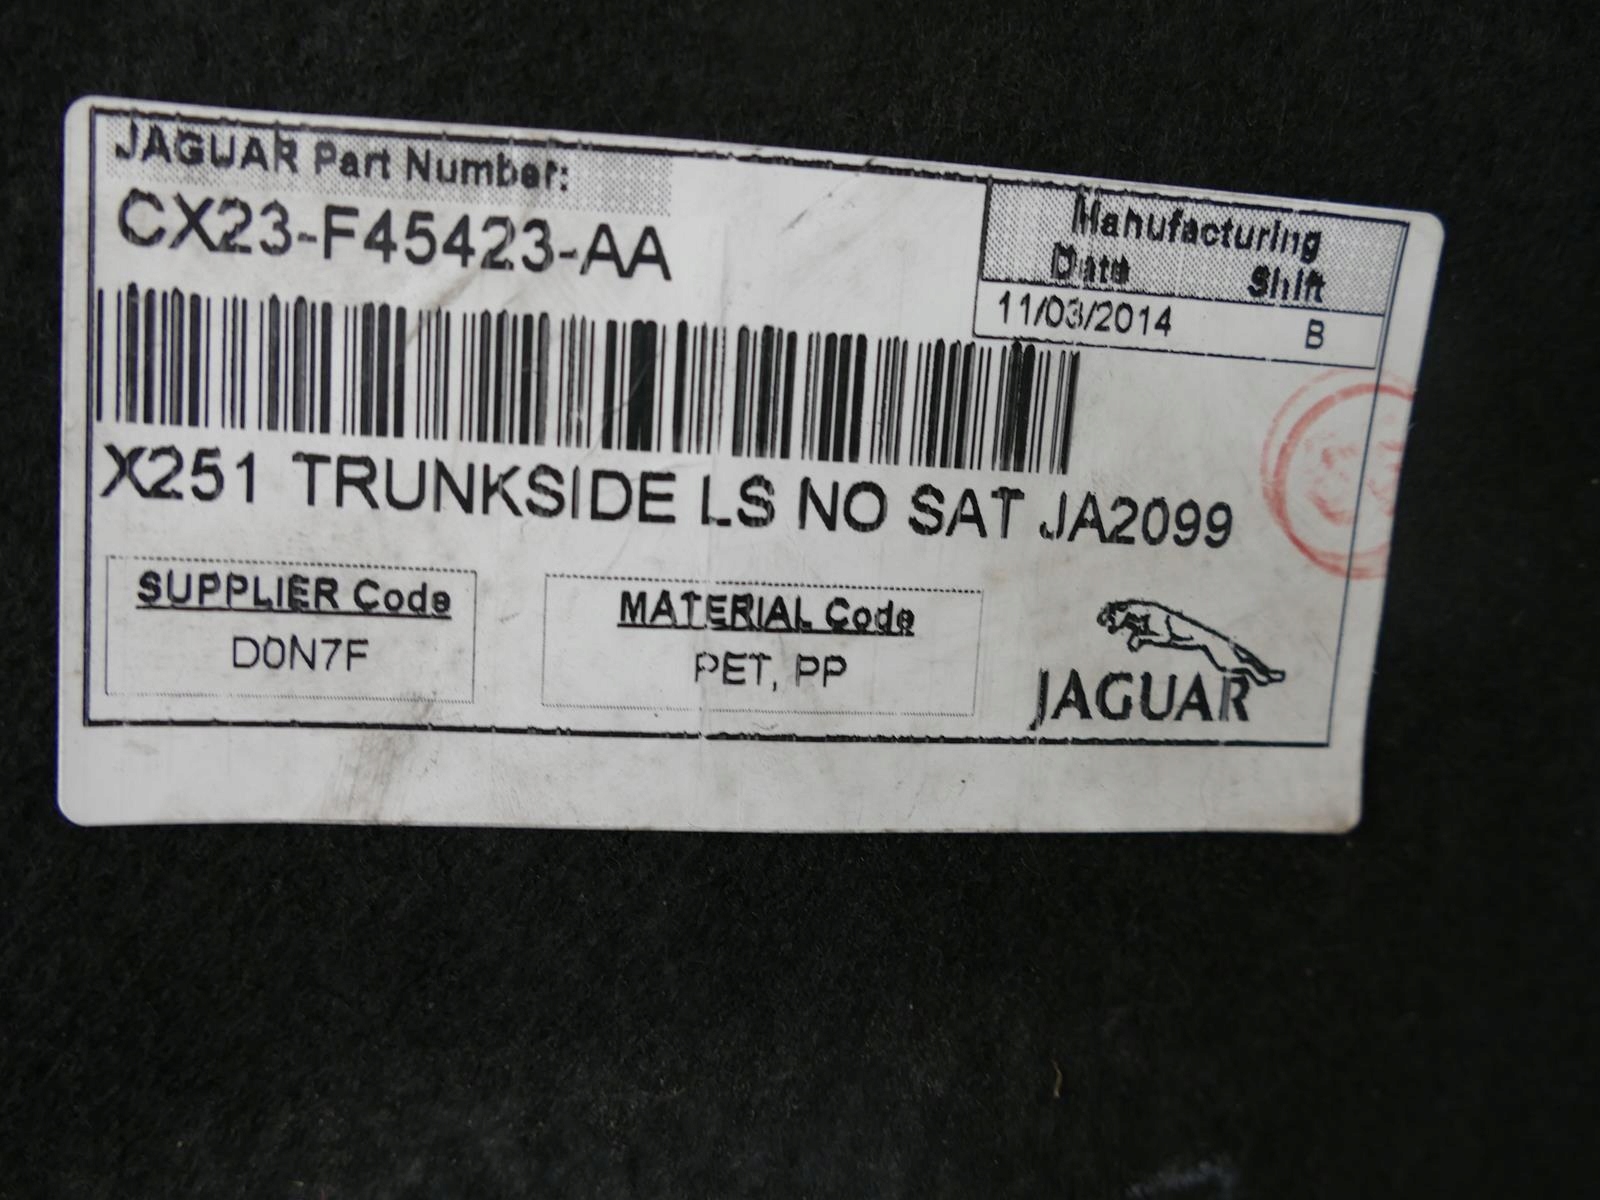 JAGUAR Part Number:
CX23-F45423-AA
Manufacturing
Date Shift
11/03/2014 B
X251 TRUNKSIDE LS NO SAT JA2099
SUPPLIER Code
D0N7F
MATERIAL Code
PET, PP
JAGUAR